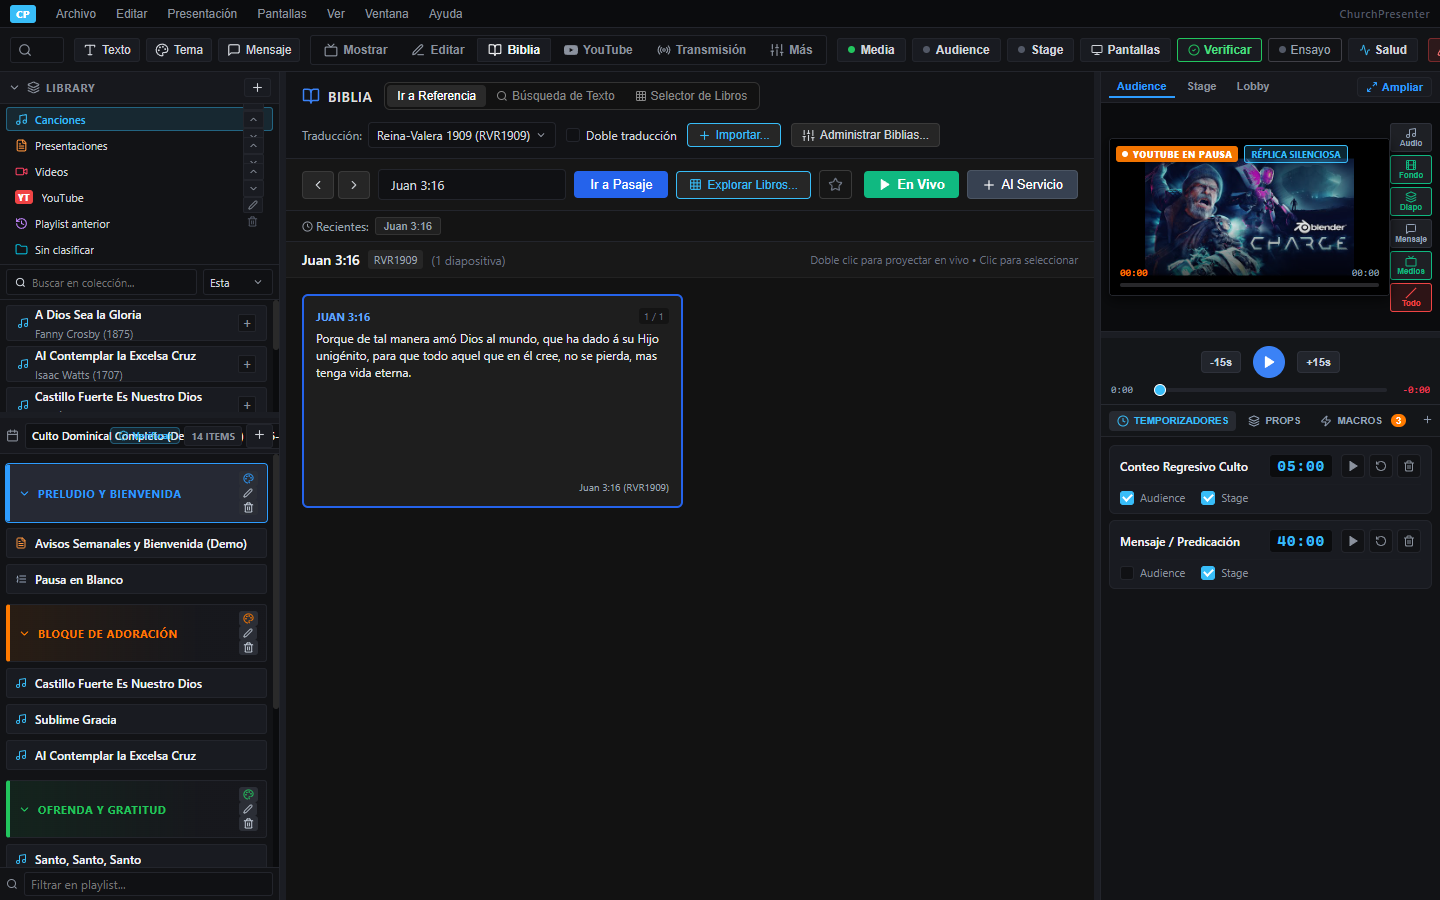 CP Archivo Editar Presentación Pantallas Ver Ventana Ayuda ChurchPresenter
Texto Tema Mensaje Mostrar Editar Biblia YouTube Transmisión Más Media Audience Stage Pantallas Verificar Ensayo Salud
LIBRARY
Canciones
Presentaciones
Videos
YT YouTube
Playlist anterior
Sin clasificar
Buscar en colección... Esta
A Dios Sea la Gloria
Fanny Crosby (1875)
Al Contemplar la Excelsa Cruz
Isaac Watts (1707)
Castillo Fuerte Es Nuestro Dios
Culto Dominical Completo (De 14 ITEMS
PRELUDIO Y BIENVENIDA
Avisos Semanales y Bienvenida (Demo)
Pausa en Blanco
BLOQUE DE ADORACIÓN
Castillo Fuerte Es Nuestro Dios
Sublime Gracia
Al Contemplar la Excelsa Cruz
OFRENDA Y GRATITUD
Santo, Santo, Santo
Filtrar en playlist...
BIBLIA Ir a Referencia Búsqueda de Texto Selector de Libros
Traducción: Reina-Valera 1909 (RVR1909) Doble traducción Importar... Administrar Biblias...
Juan 3:16 Ir a Pasaje Explorar Libros... En Vivo Al Servicio
Recientes: Juan 3:16
Juan 3:16 RVR1909 (1 diapositiva) Doble clic para proyectar en vivo • Clic para seleccionar
JUAN 3:16 1 / 1
Porque de tal manera amó Dios al mundo, que ha dado á su Hijo
unigénito, para que todo aquel que en él cree, no se pierda, mas
tenga vida eterna.
Juan 3:16 (RVR1909)
Audience Stage Lobby Ampliar
YOUTUBE EN PAUSA RÉPLICA SILENCIOSA
blender
CHARGE
00:00 00:00
Audio
Fondo
Diapo
Mensaje
Medios
Todo
-15s +15s
0:00 -0:00
TEMPORIZADORES PROPS MACROS 3
Conteo Regresivo Culto 05:00
Audience Stage
Mensaje / Predicación 40:00
Audience Stage